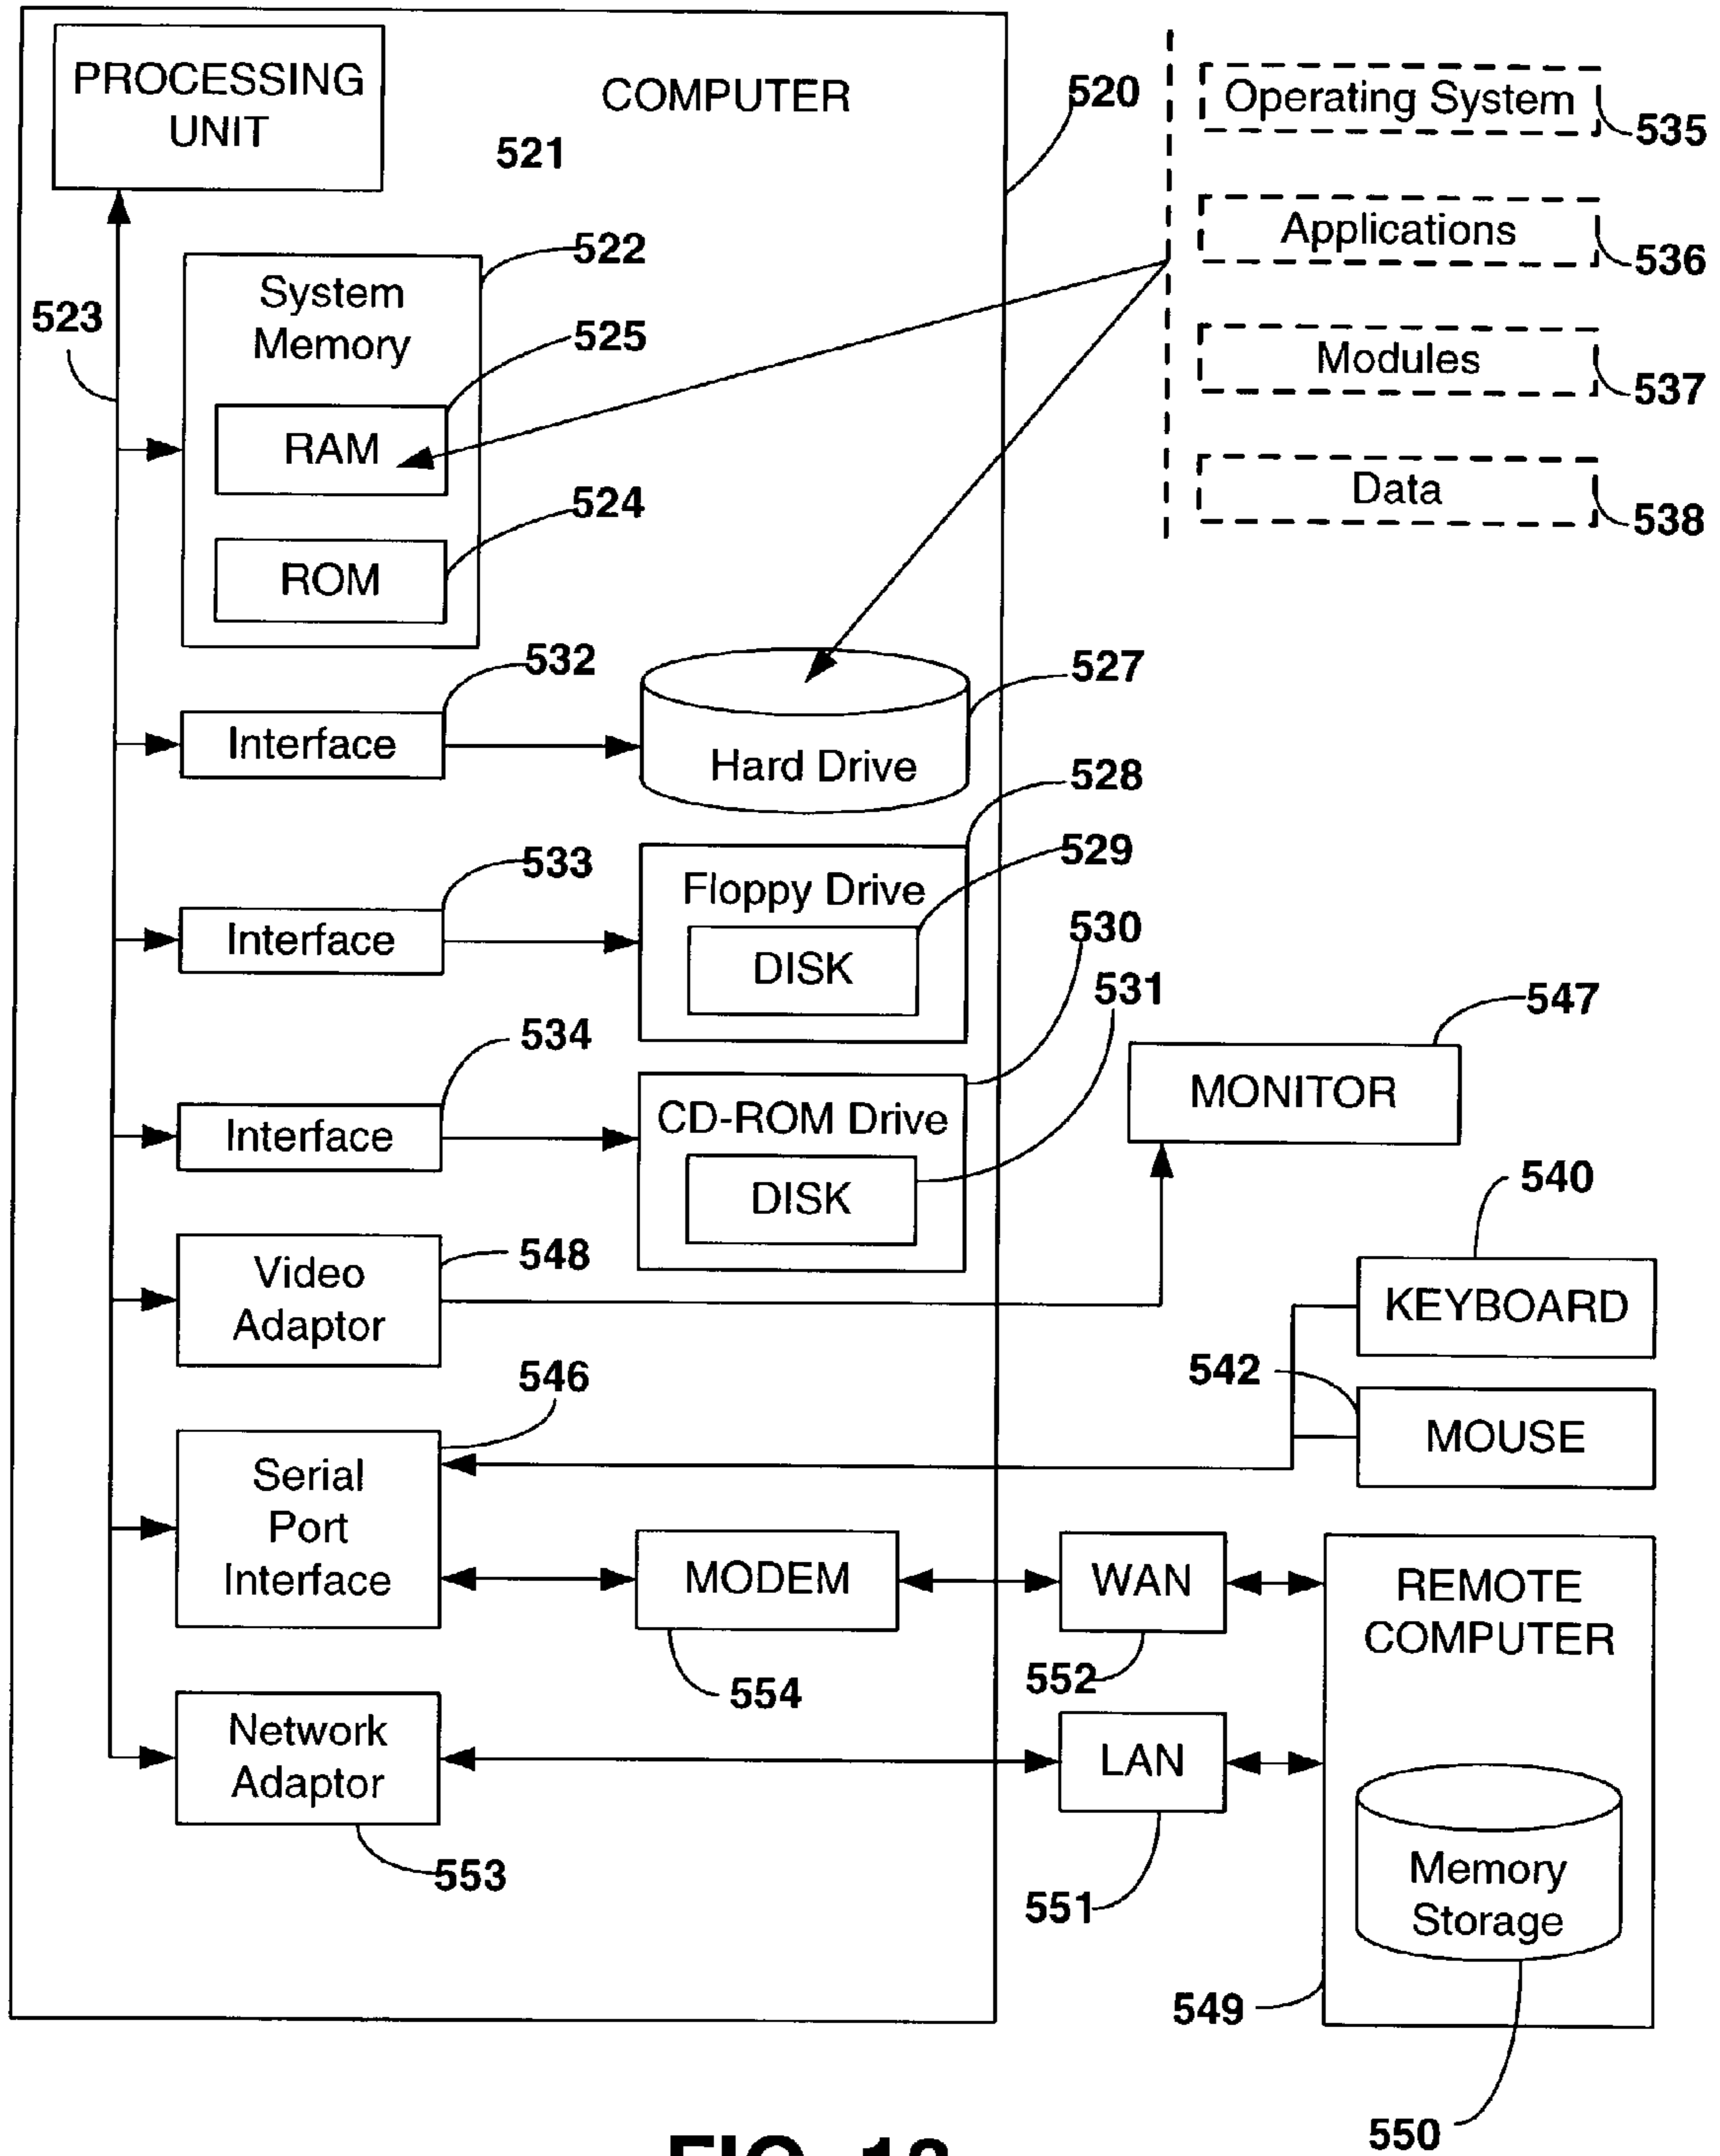 PROCESSING
UNIT
COMPUTER
521
520
Operating System
535
Applications
536
Modules
537
Data
538
522
System
Memory
523
525
RAM
524
ROM
532
Interface
527
Hard Drive
528
533
Interface
529
Floppy Drive
DISK
530
531
534
Interface
CD-ROM Drive
DISK
547
MONITOR
540
KEYBOARD
548
Video
Adaptor
542
MOUSE
546
Serial
Port
Interface
MODEM
554
WAN
552
REMOTE
COMPUTER
Network
Adaptor
553
LAN
551
Memory
Storage
549
550